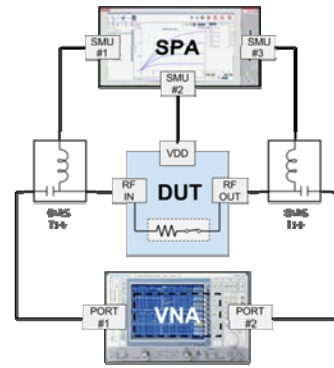 SPA
SMU
#1
SMU
#3
SMU
#2
VDD
DUT
RF
IN
RF
OUT
VNA
PORT
#1
PORT
#2